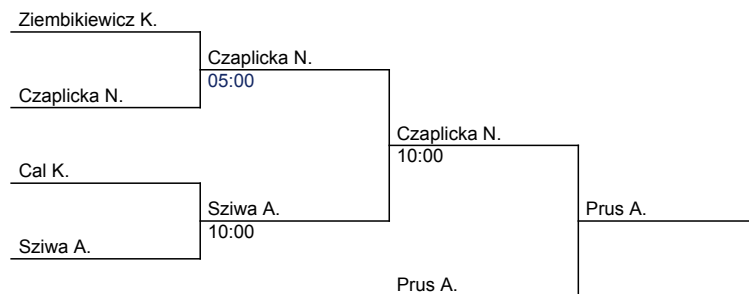 Ziembikiewicz K.
Czaplicka N.
05:00
Czaplicka N.
Czaplicka N.
10:00
Cal K.
Sziwa A.
10:00
Prus A.
Sziwa A.
Prus A.